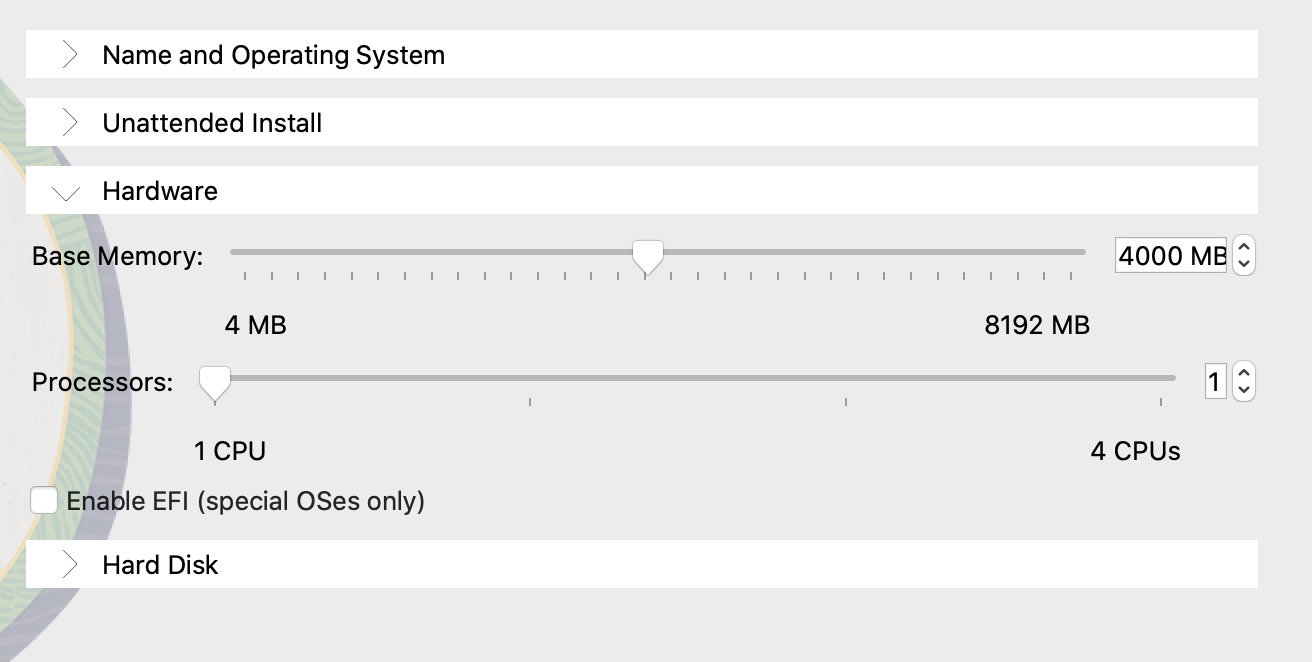 Name and Operating System
Unattended Install
Hardware
Base Memory: 4000 MB
4 MB 8192 MB
Processors: 1
1 CPU 4 CPUs
Enable EFI (special OSes only)
Hard Disk